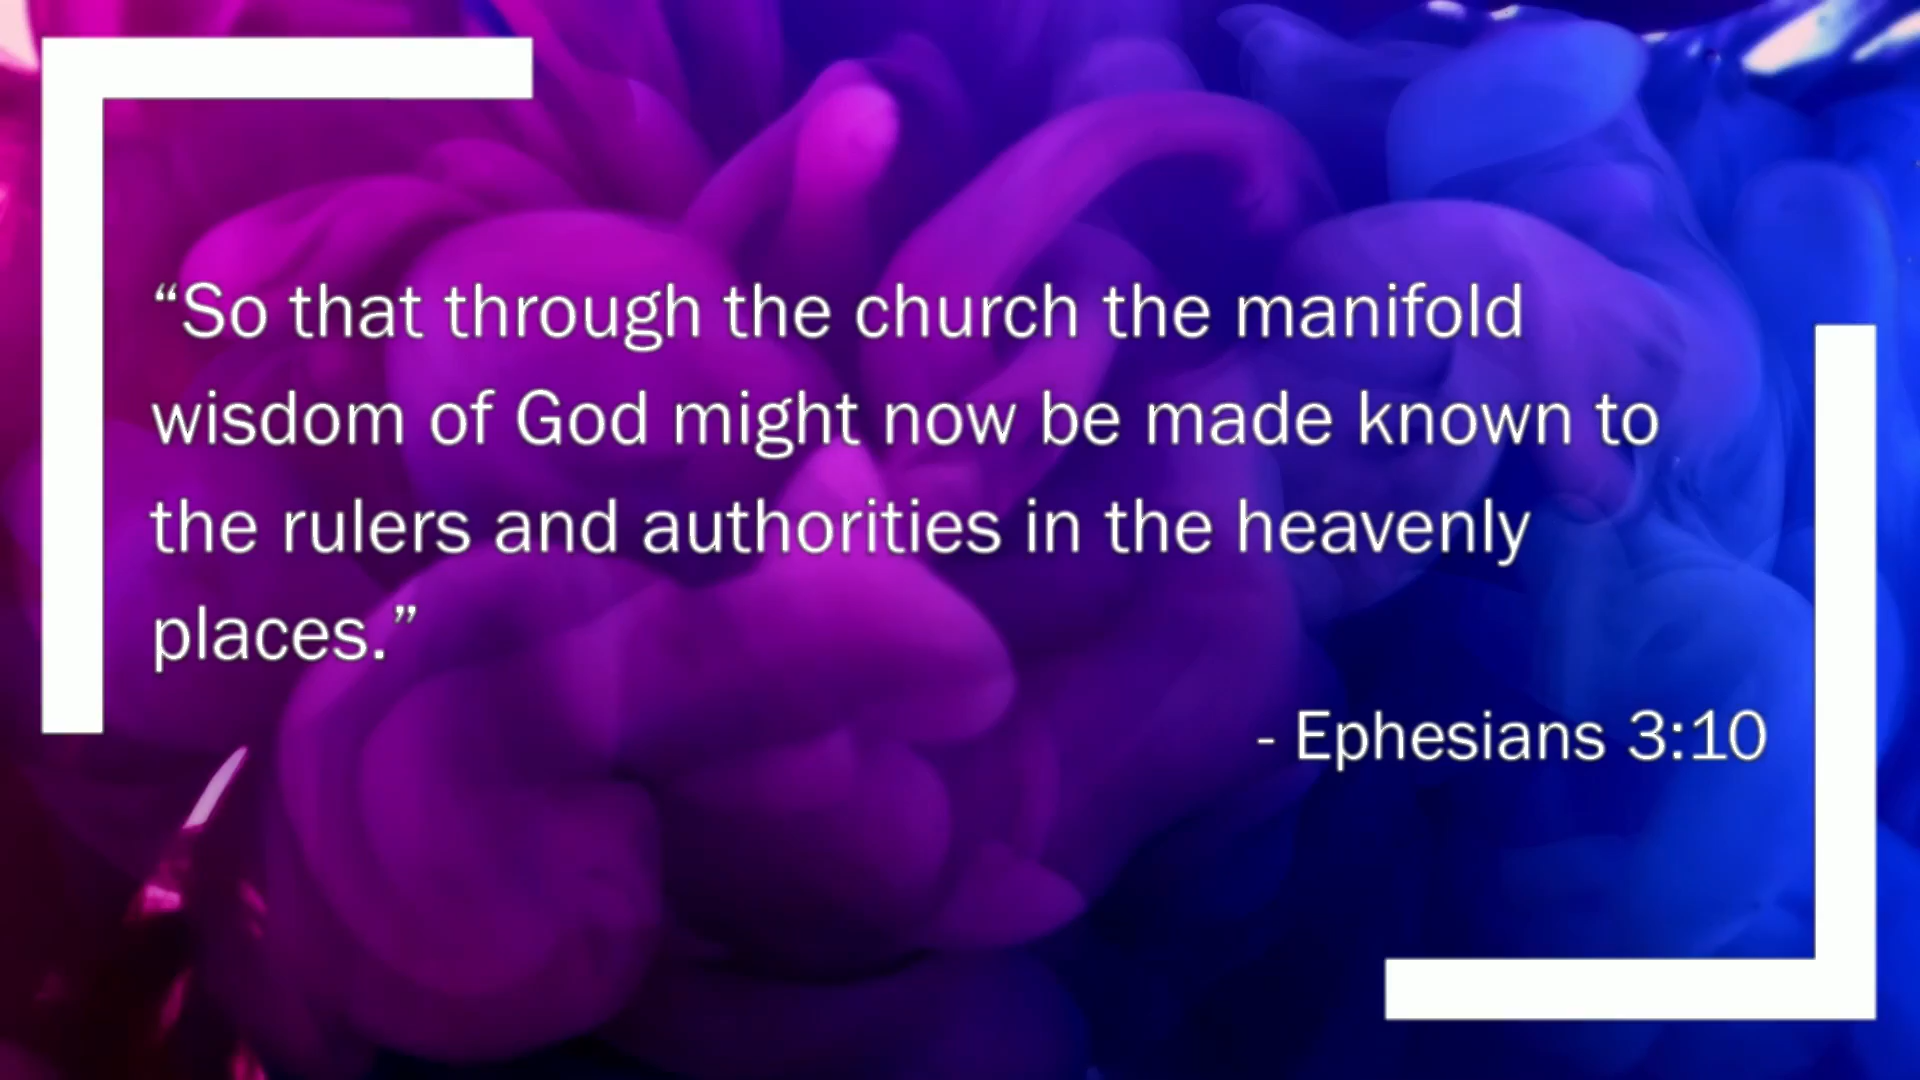 “So that through the church the manifold
wisdom of God might now be made known to
the rulers and authorities in the heavenly
places.”
- Ephesians 3:10